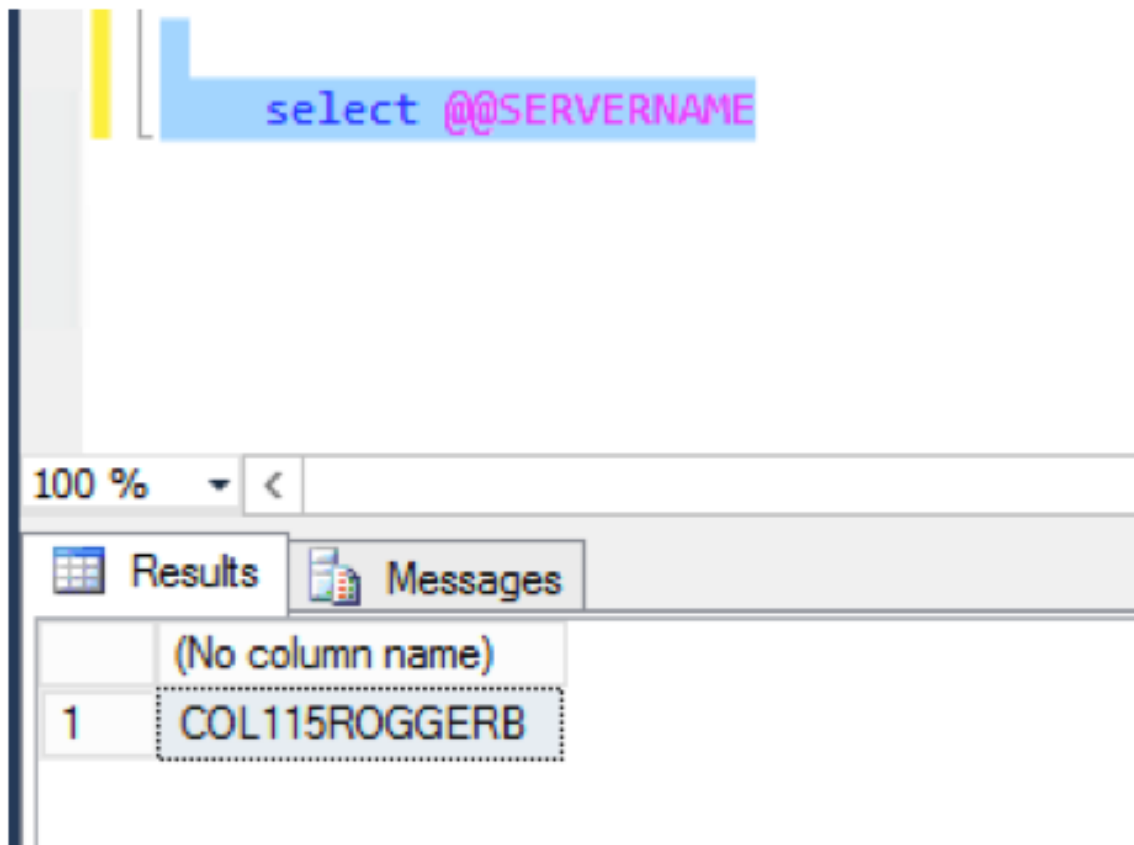 select @@SERVERNAME
100 %
Results Messages
(No column name)
1 COL115ROGGERB